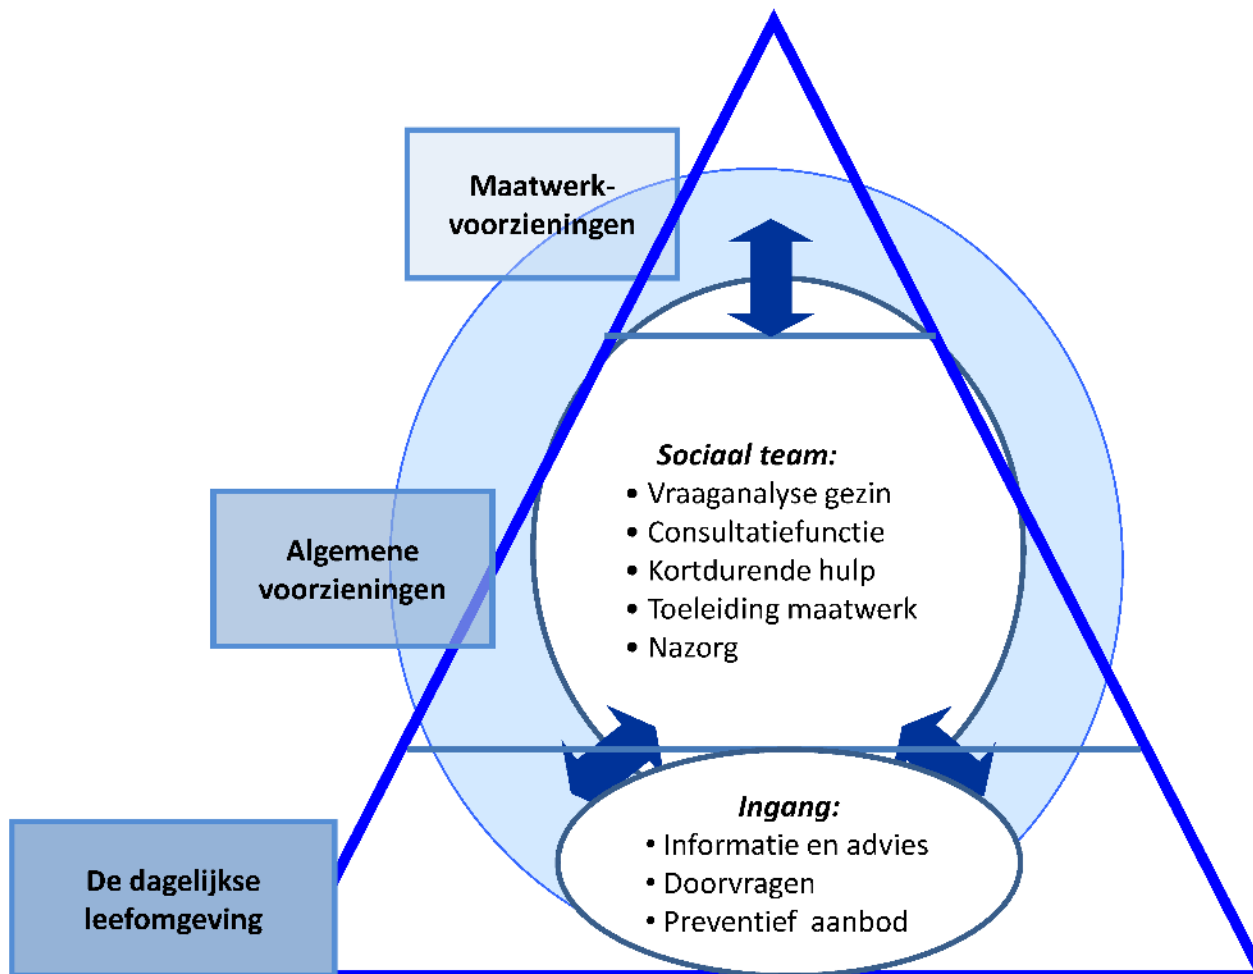 Maatwerk-
voorzieningen
Sociaal team:
• Vraaganalyse gezin
• Consultatiefunctie
• Kortdurende hulp
• Toeleiding maatwerk
• Nazorg
Algemene
voorzieningen
Ingang:
• Informatie en advies
• Doorvragen
• Preventief aanbod
De dagelijkse
leefomgeving